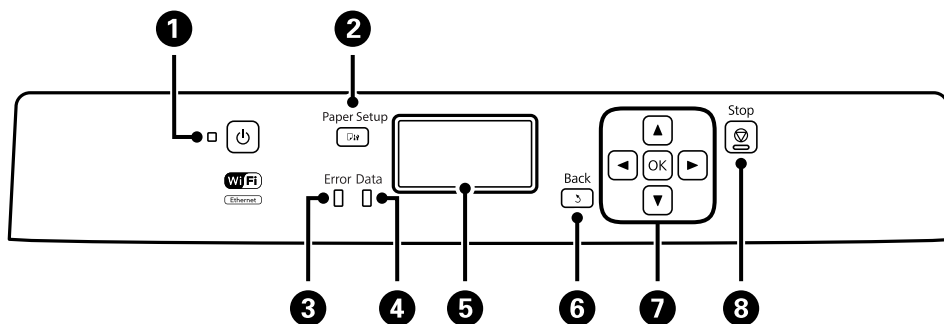 1
2
Paper Setup
Stop
OK
WiFi
Ethernet
Error Data
Back
3
4
5
6
7
8